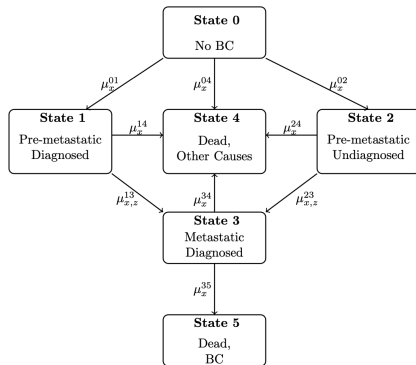 State 0
No BC
μ_x^{01}
μ_x^{04}
μ_x^{02}
State 1
Pre-metastatic
Diagnosed
μ_x^{14}
State 4
Dead,
Other Causes
μ_x^{24}
State 2
Pre-metastatic
Undiagnosed
μ_{x,z}^{13}
μ_x^{34}
μ_{x,z}^{23}
State 3
Metastatic
Diagnosed
μ_x^{35}
State 5
Dead,
BC